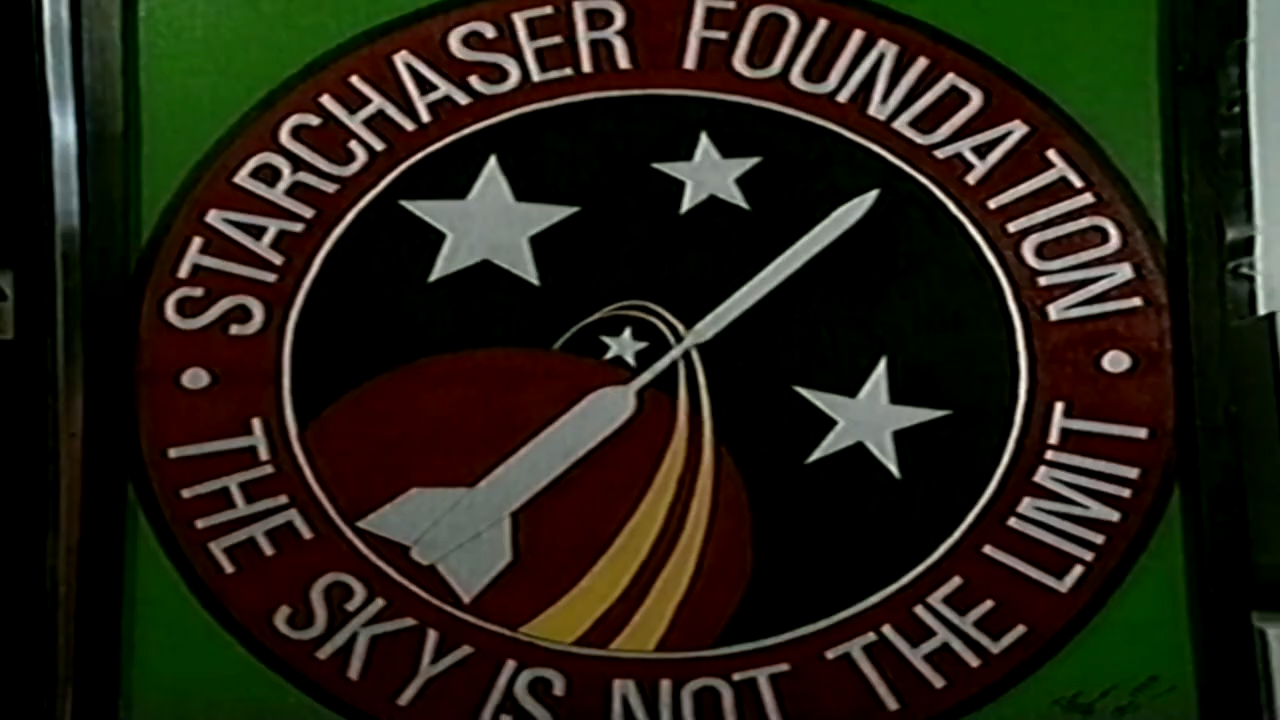 STARCHASER FOUNDATION
• THE SKY IS NOT THE LIMIT •